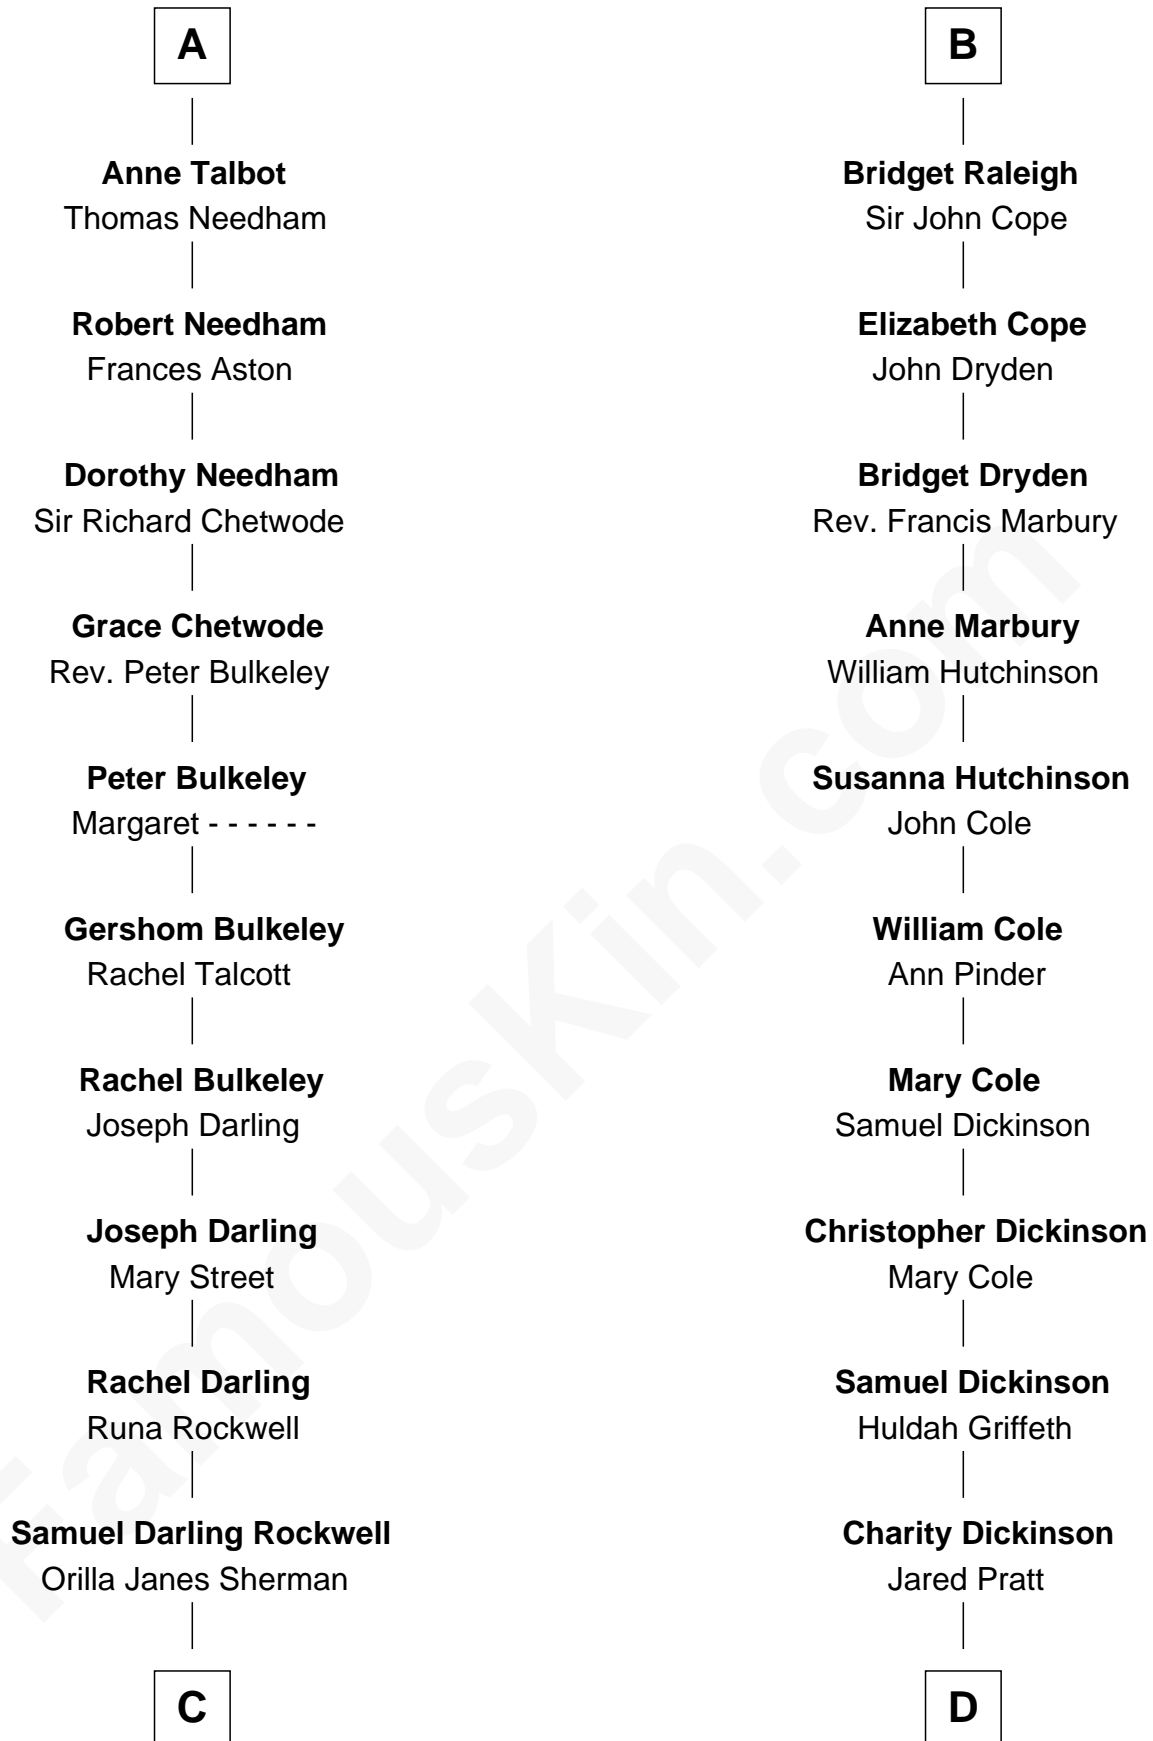 A
Anne Talbot
Thomas Needham
Robert Needham
Frances Aston
Dorothy Needham
Sir Richard Chetwode
Grace Chetwode
Rev. Peter Bulkeley
Peter Bulkeley
Margaret - - - - - -
Gershom Bulkeley
Rachel Talcott
Rachel Bulkeley
Joseph Darling
Joseph Darling
Mary Street
Rachel Darling
Runa Rockwell
Samuel Darling Rockwell
Orilla Janes Sherman
C
B
Bridget Raleigh
Sir John Cope
Elizabeth Cope
John Dryden
Bridget Dryden
Rev. Francis Marbury
Anne Marbury
William Hutchinson
Susanna Hutchinson
John Cole
William Cole
Ann Pinder
Mary Cole
Samuel Dickinson
Christopher Dickinson
Mary Cole
Samuel Dickinson
Huldah Griffeth
Charity Dickinson
Jared Pratt
D
FamousKin.com